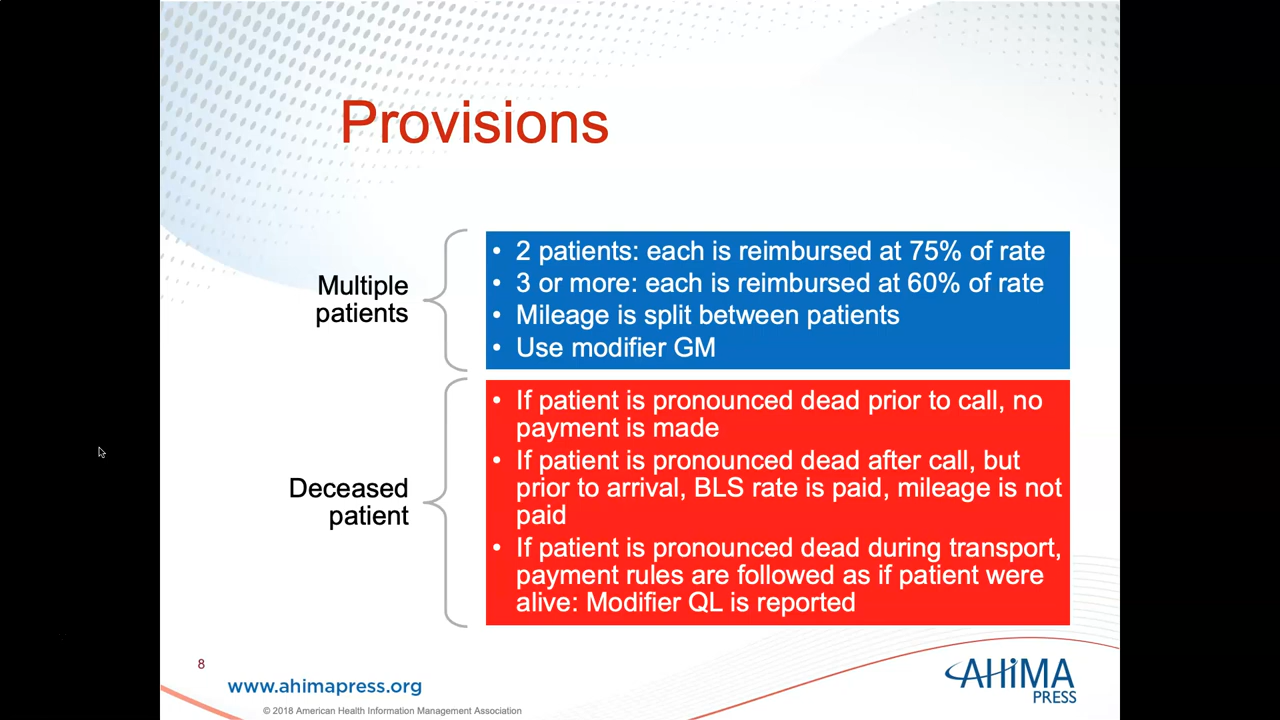 Provisions
Multiple
patients
• 2 patients: each is reimbursed at 75% of rate
• 3 or more: each is reimbursed at 60% of rate
• Mileage is split between patients
• Use modifier GM
Deceased
patient
• If patient is pronounced dead prior to call, no
payment is made
• If patient is pronounced dead after call, but
prior to arrival, BLS rate is paid, mileage is not
paid
• If patient is pronounced dead during transport,
payment rules are followed as if patient were
alive: Modifier QL is reported
8
www.ahimapress.org
© 2018 American Health Information Management Association
AHiMA
PRESS